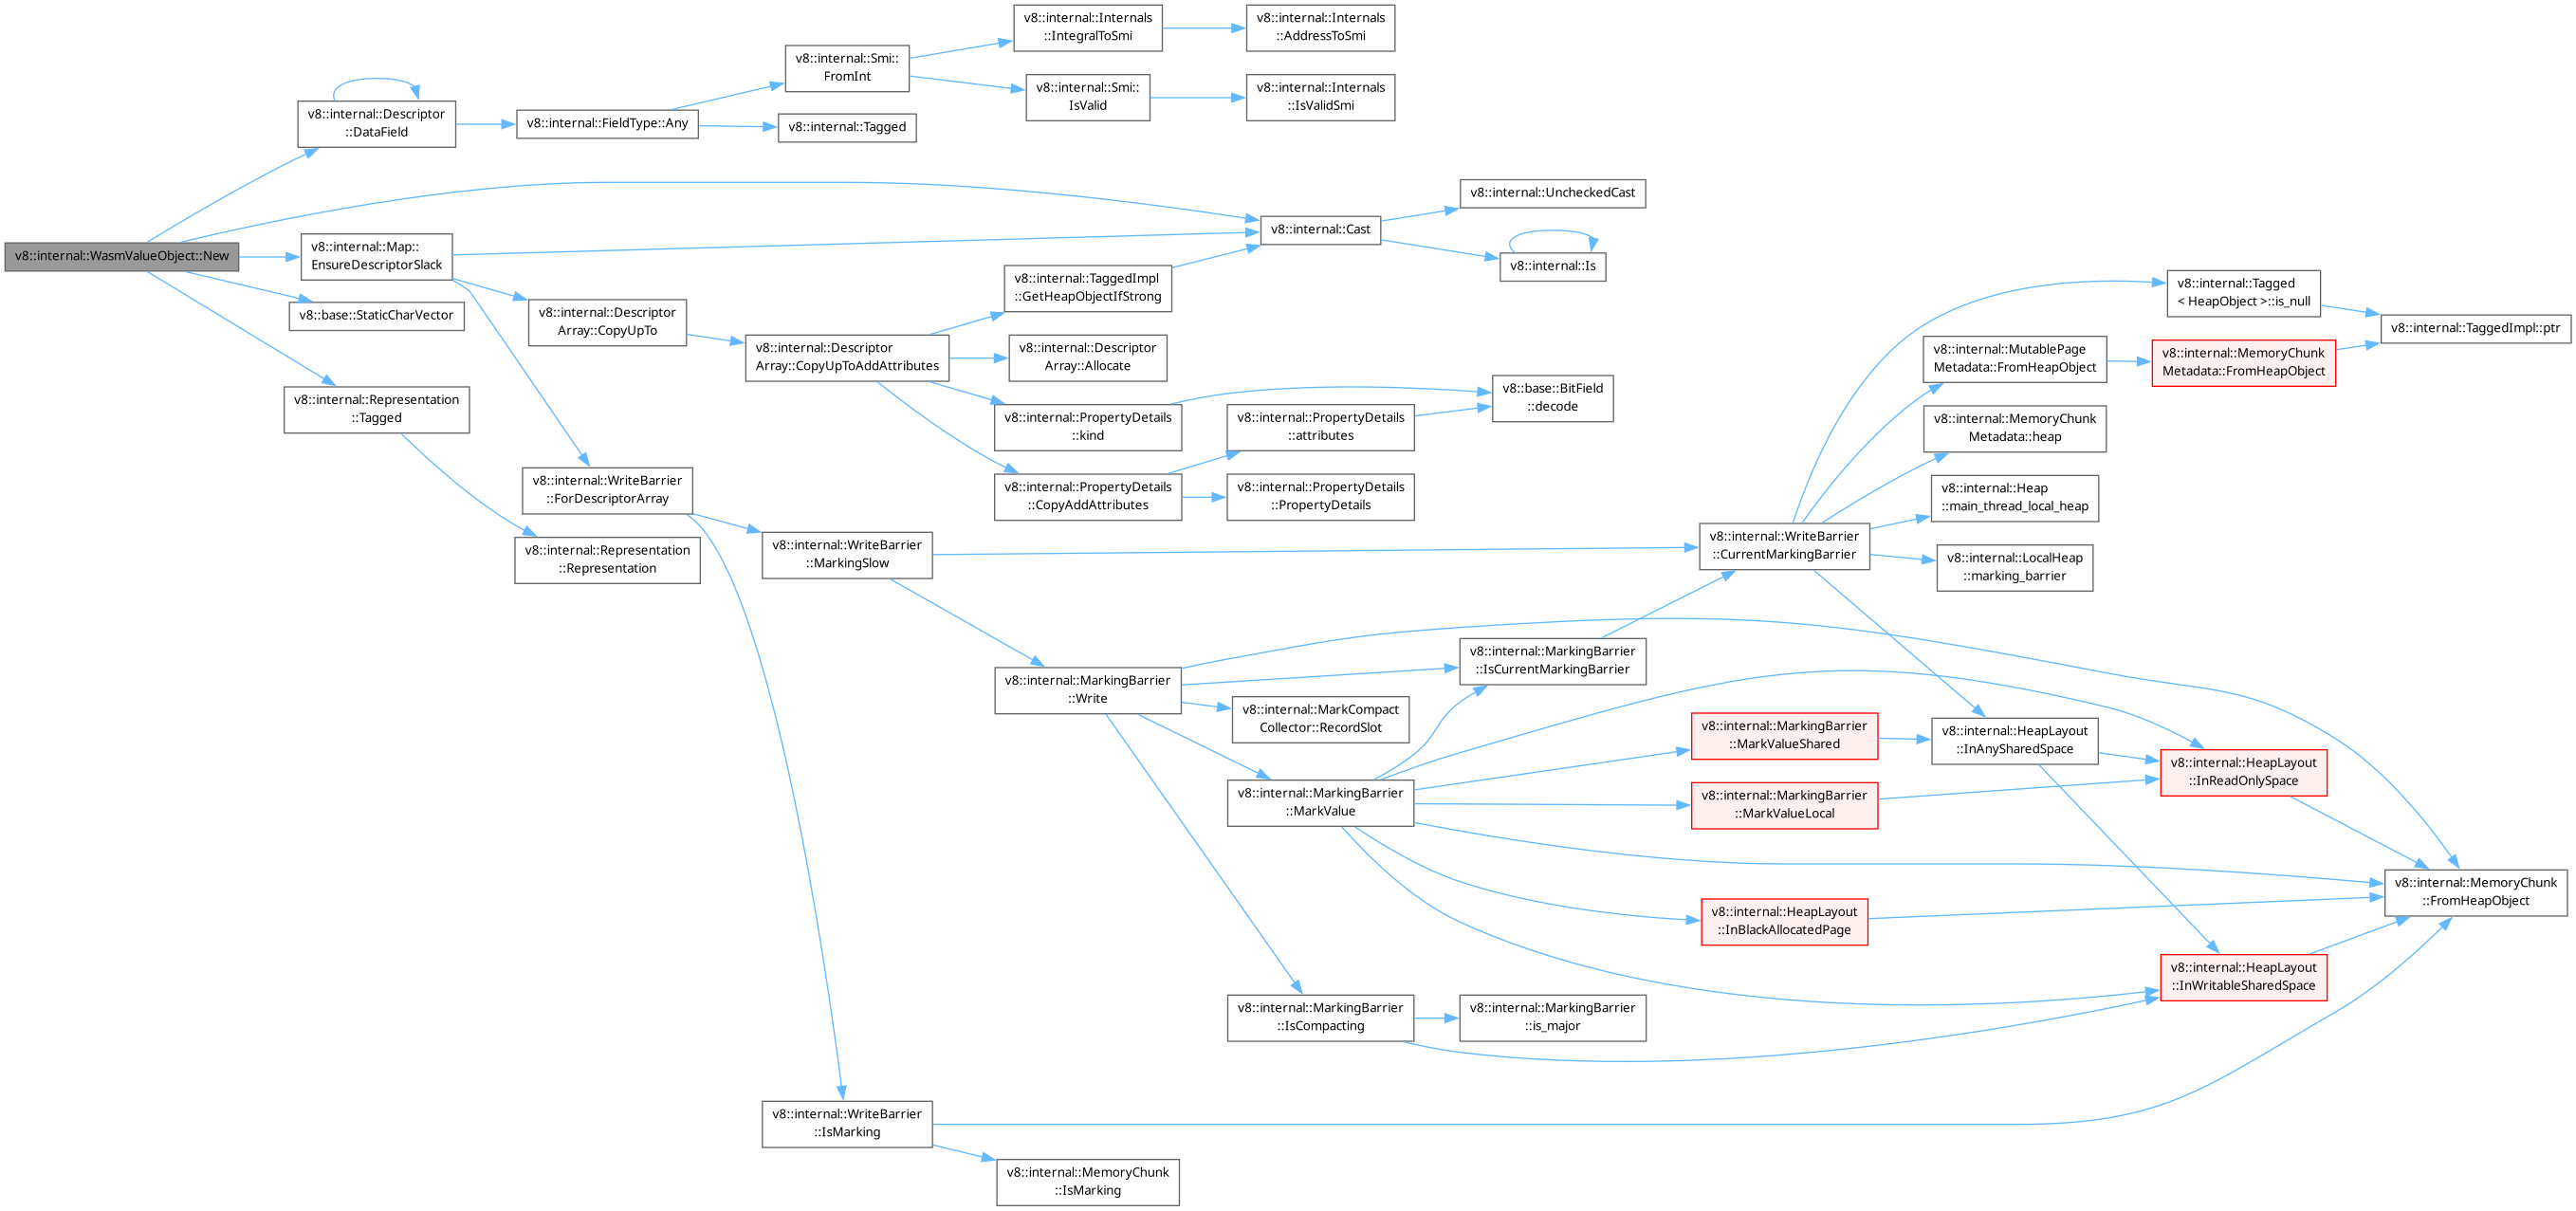 v8::internal::WasmValueObject::New
v8::internal::Descriptor
::DataField
v8::internal::FieldType::Any
v8::internal::Smi::
FromInt
v8::internal::Internals
::IntegralToSmi
v8::internal::Internals
::AddressToSmi
v8::internal::Smi::
IsValid
v8::internal::Internals
::IsValidSmi
v8::internal::Tagged
v8::internal::Map::
EnsureDescriptorSlack
v8::internal::Cast
v8::internal::UncheckedCast
v8::internal::Is
v8::base::StaticCharVector
v8::internal::Descriptor
Array::CopyUpTo
v8::internal::Descriptor
Array::CopyUpToAddAttributes
v8::internal::TaggedImpl
::GetHeapObjectIfStrong
v8::internal::Descriptor
Array::Allocate
v8::internal::PropertyDetails
::kind
v8::internal::PropertyDetails
::attributes
v8::base::BitField
::decode
v8::internal::PropertyDetails
::CopyAddAttributes
v8::internal::PropertyDetails
::PropertyDetails
v8::internal::Representation
::Tagged
v8::internal::Representation
::Representation
v8::internal::WriteBarrier
::ForDescriptorArray
v8::internal::WriteBarrier
::MarkingSlow
v8::internal::WriteBarrier
::CurrentMarkingBarrier
v8::internal::Tagged
< HeapObject >::is_null
v8::internal::TaggedImpl::ptr
v8::internal::MutablePage
Metadata::FromHeapObject
v8::internal::MemoryChunk
Metadata::FromHeapObject
v8::internal::MemoryChunk
Metadata::heap
v8::internal::Heap
::main_thread_local_heap
v8::internal::LocalHeap
::marking_barrier
v8::internal::MarkingBarrier
::Write
v8::internal::MarkingBarrier
::IsCurrentMarkingBarrier
v8::internal::MarkCompact
Collector::RecordSlot
v8::internal::MarkingBarrier
::MarkValue
v8::internal::MarkingBarrier
::MarkValueShared
v8::internal::HeapLayout
::InAnySharedSpace
v8::internal::HeapLayout
::InReadOnlySpace
v8::internal::MarkingBarrier
::MarkValueLocal
v8::internal::HeapLayout
::InBlackAllocatedPage
v8::internal::MemoryChunk
::FromHeapObject
v8::internal::HeapLayout
::InWritableSharedSpace
v8::internal::MarkingBarrier
::IsCompacting
v8::internal::MarkingBarrier
::is_major
v8::internal::WriteBarrier
::IsMarking
v8::internal::MemoryChunk
::IsMarking